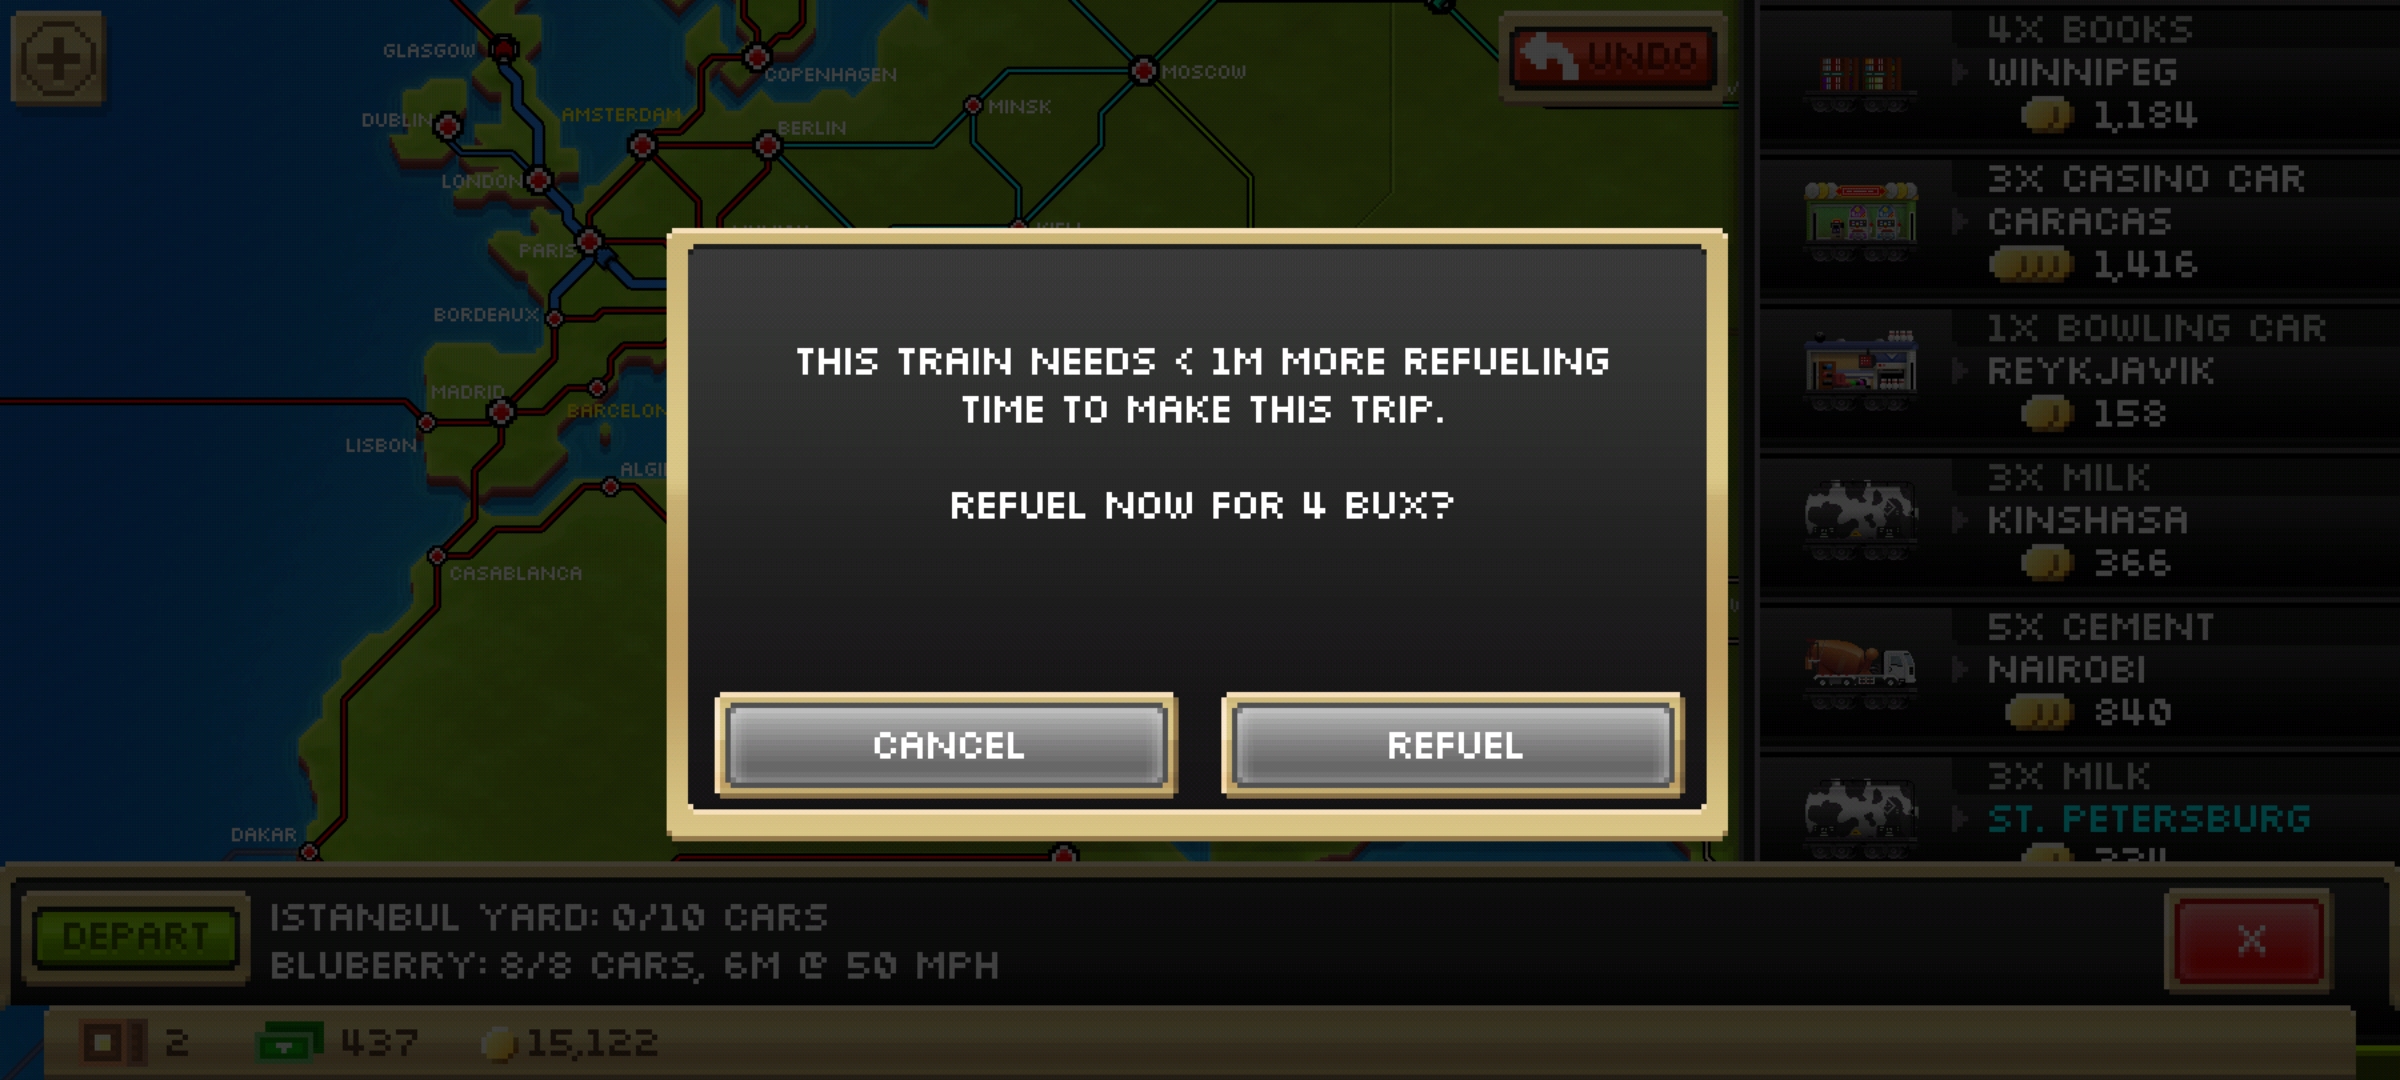 GLASGOW
COPENHAGEN
MOSCOW
UNDO
DUBLIN
AMSTERDAM
BERLIN
MINSK
LONDON
PARIS
BORDEAUX
MADRID
LISBON
CASABLANCA
DAKAR
THIS TRAIN NEEDS < 1M MORE REFUELING
TIME TO MAKE THIS TRIP.
REFUEL NOW FOR 4 BUX?
CANCEL
REFUEL
4X BOOKS
WINNIPEG
1,184
3X CASINO CAR
CARACAS
1,416
1X BOWLING CAR
REYKJAVIK
158
3X MILK
KINSHASA
366
5X CEMENT
NAIROBI
840
3X MILK
ST. PETERSBURG
DEPART
ISTANBUL YARD: 0/10 CARS
BLUBERRY: 8/8 CARS, 6M @ 50 MPH
X
2
437
15,122